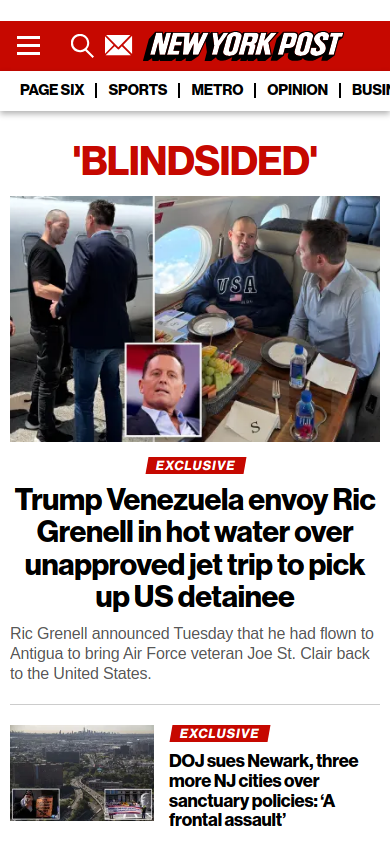 NEW YORK POST
PAGE SIX
SPORTS
METRO
OPINION
BUSIN
'BLINDSIDED'
USA
S
FIJI
EXCLUSIVE
Trump Venezuela envoy Ric
Grenell in hot water over
unapproved jet trip to pick
up US detainee
Ric Grenell announced Tuesday that he had flown to
Antigua to bring Air Force veteran Joe St. Clair back
to the United States.
EXCLUSIVE
DOJ sues Newark, three
more NJ cities over
sanctuary policies: ‘A
frontal assault’